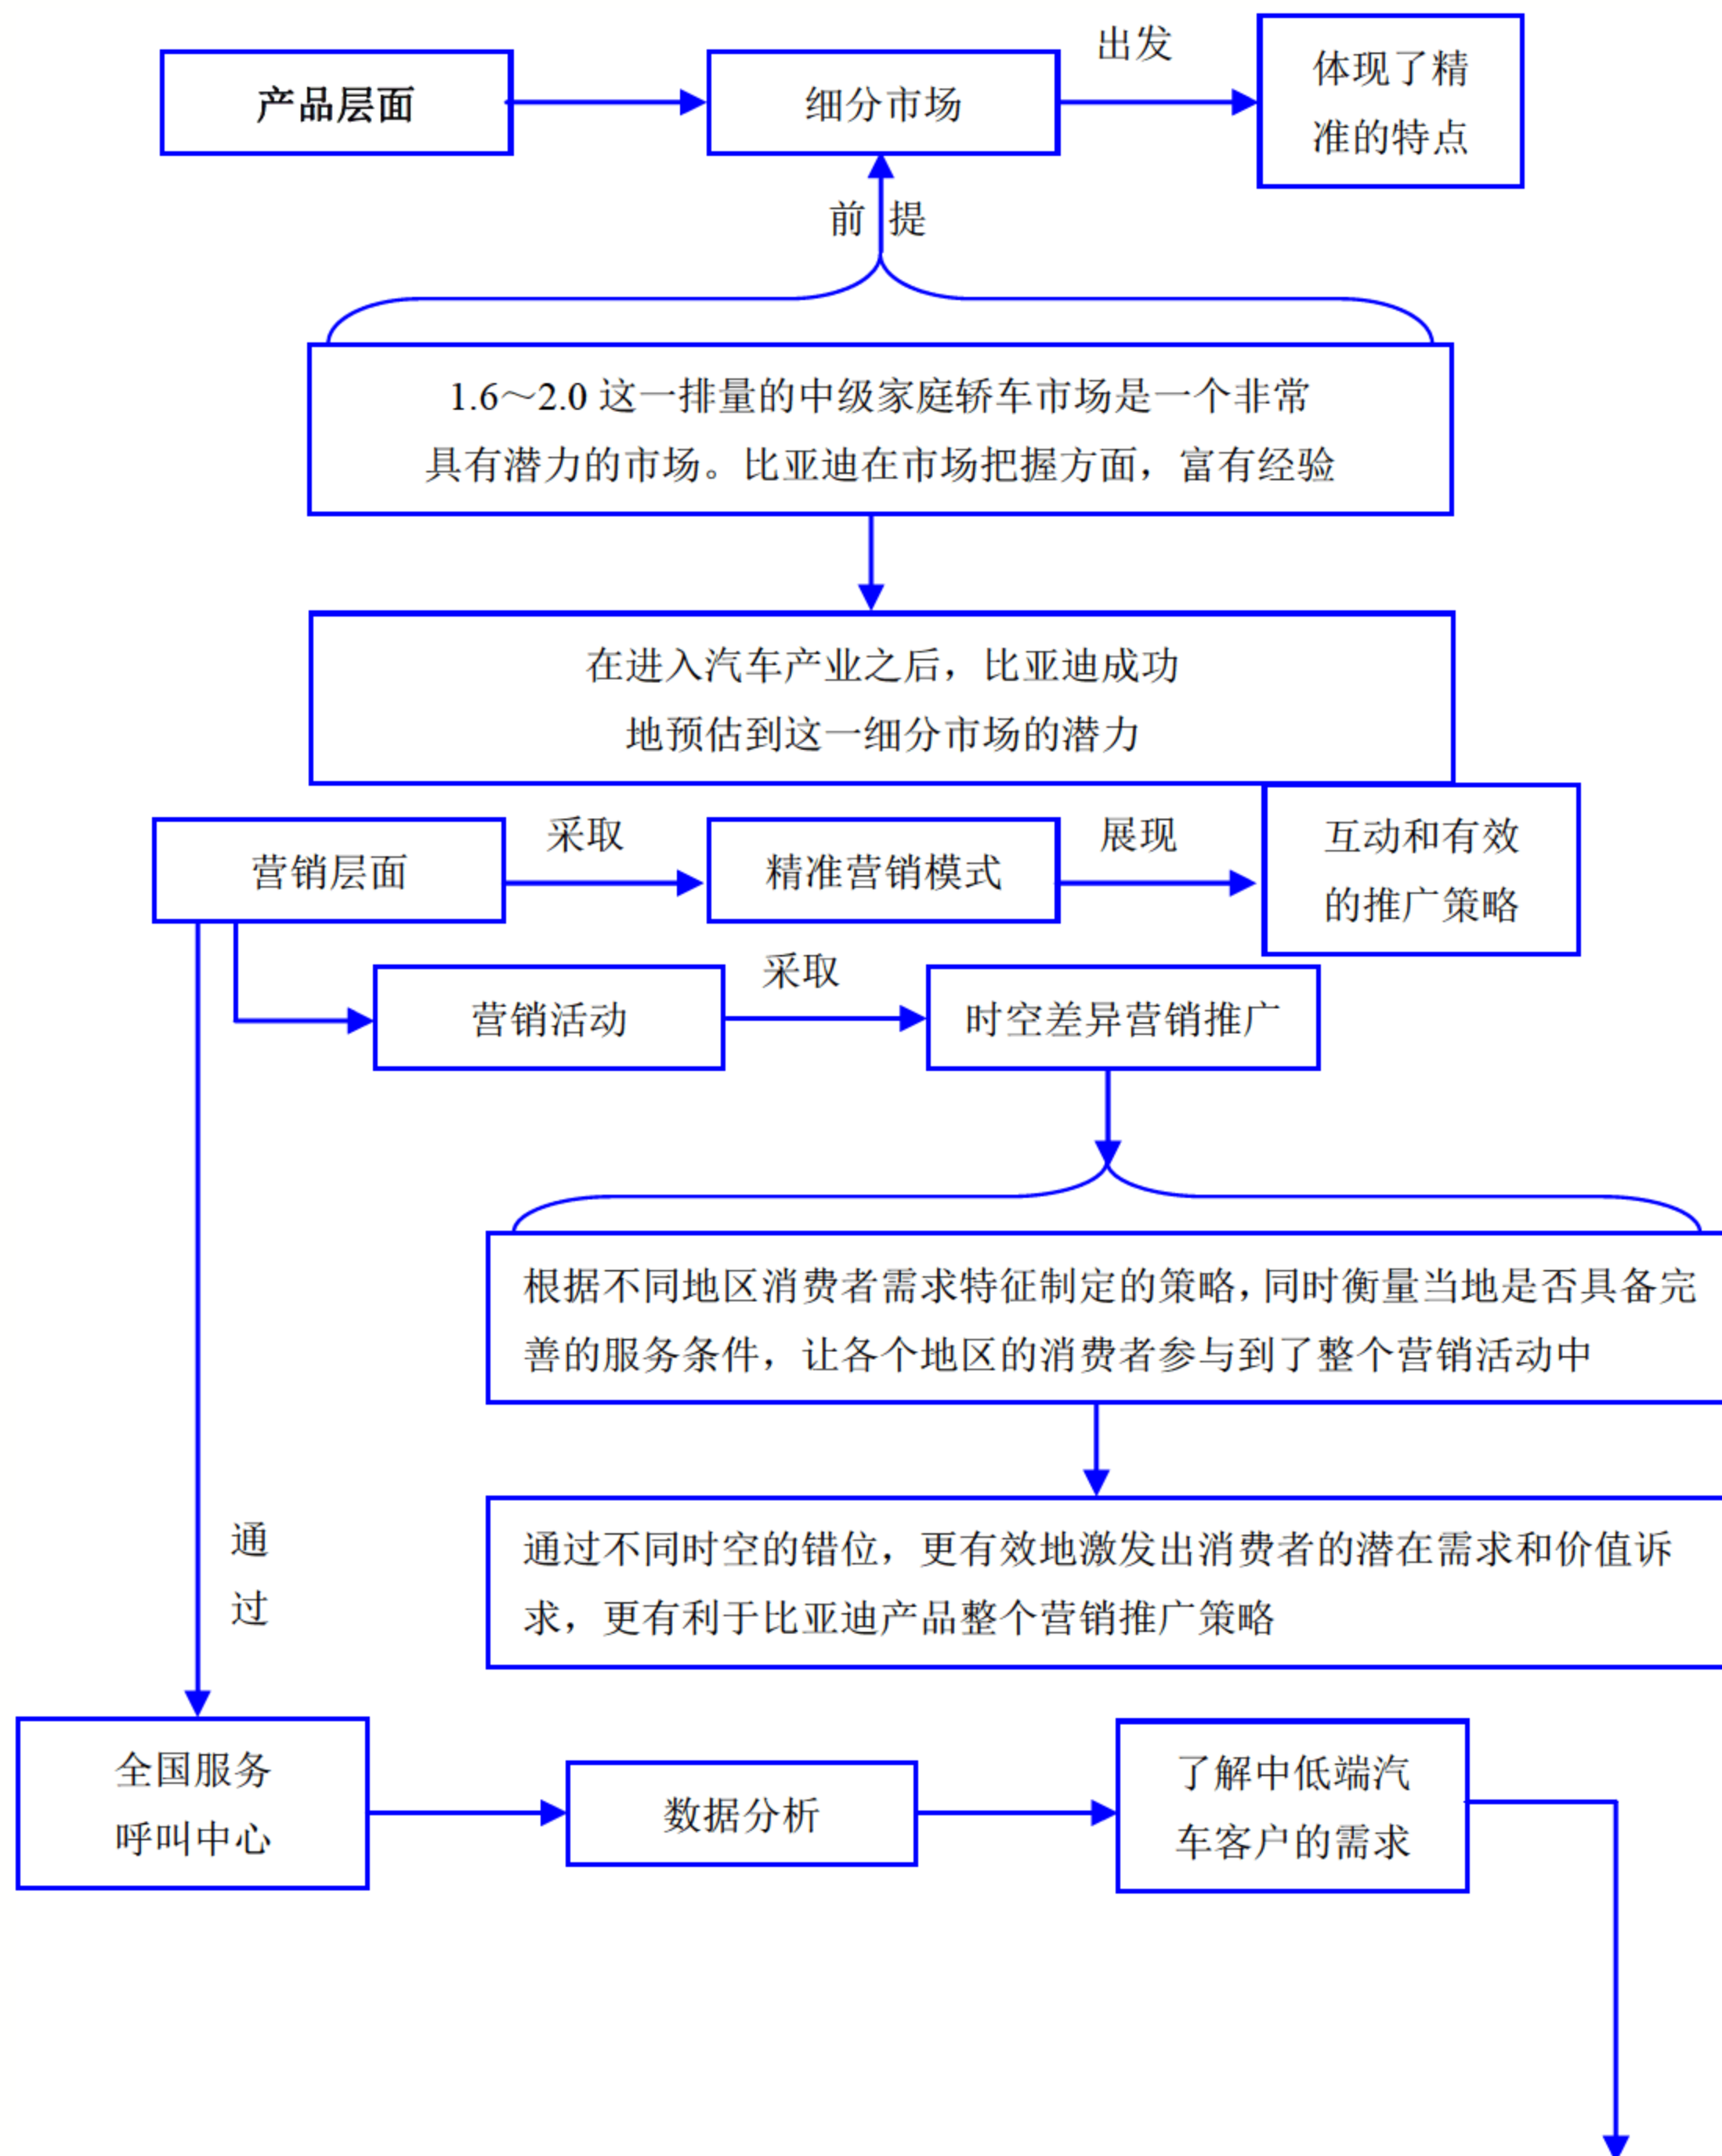 产品层面
细分市场
出发
体现了精
准的特点
前提
1.6～2.0 这一排量的中级家庭轿车市场是一个非常
具有潜力的市场。比亚迪在市场把握方面，富有经验
在进入汽车产业之后，比亚迪成功
地预估到这一细分市场的潜力
营销层面
采取
精准营销模式
展现
互动和有效
的推广策略
营销活动
采取
时空差异营销推广
根据不同地区消费者需求特征制定的策略，同时衡量当地是否具备完
善的服务条件，让各个地区的消费者参与到了整个营销活动中
通过不同时空的错位，更有效地激发出消费者的潜在需求和价值诉
求，更有利于比亚迪产品整个营销推广策略
通
过
全国服务
呼叫中心
数据分析
了解中低端汽
车客户的需求